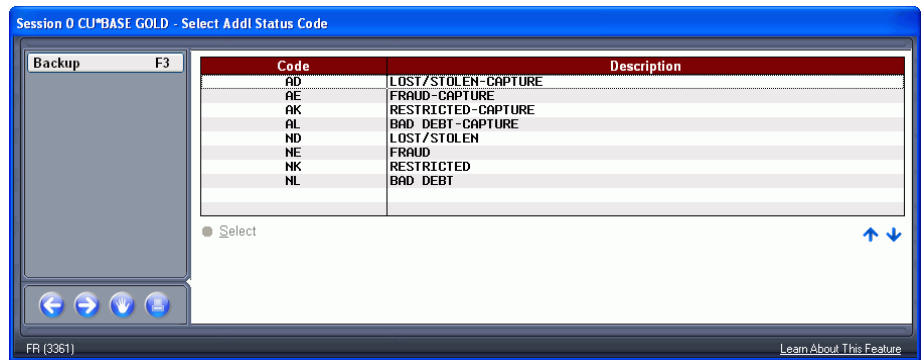 Session 0 CU*BASE GOLD - Select Addl Status Code
Backup F3
Code Description
AD LOST/STOLEN-CAPTURE
AE FRAUD-CAPTURE
AK RESTRICTED-CAPTURE
AL BAD DEBT-CAPTURE
ND LOST/STOLEN
NE FRAUD
NK RESTRICTED
NL BAD DEBT
Select
FR (3361) Learn About This Feature